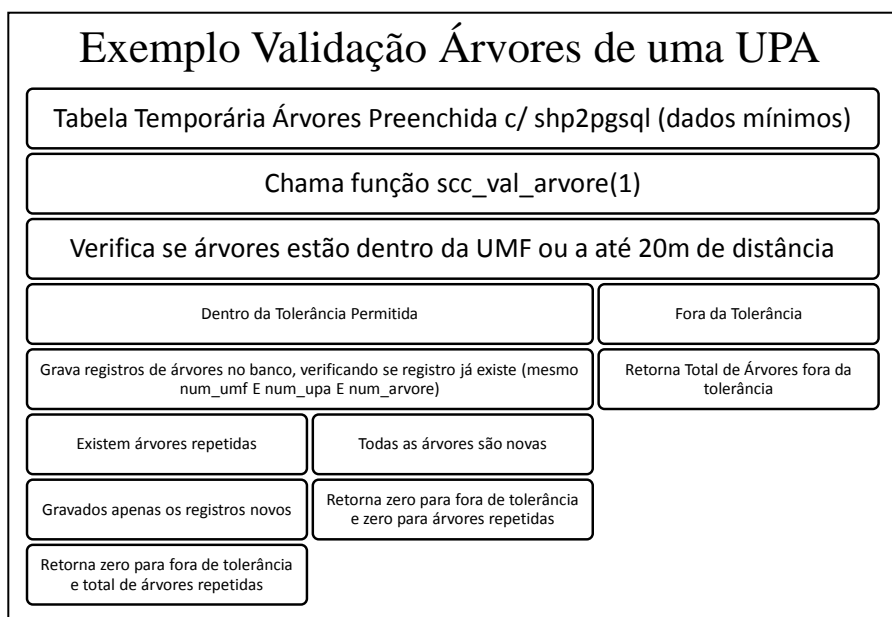 Exemplo Validação Árvores de uma UPA
Tabela Temporária Árvores Preenchida c/ shp2pgsql (dados mínimos)
Chama função scc_val_arvore(1)
Verifica se árvores estão dentro da UMF ou a até 20m de distância
Dentro da Tolerância Permitida
Fora da Tolerância
Grava registros de árvores no banco, verificando se registro já existe (mesmo
num_umf E num_upa E num_arvore)
Retorna Total de Árvores fora da
tolerância
Existem árvores repetidas
Todas as árvores são novas
Gravados apenas os registros novos
Retorna zero para fora de tolerância
e zero para árvores repetidas
Retorna zero para fora de tolerância
e total de árvores repetidas